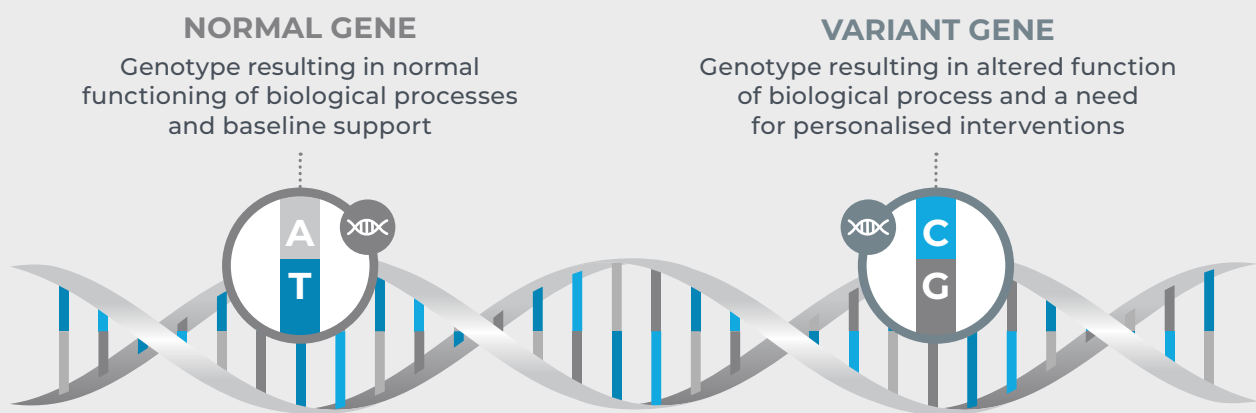 NORMAL GENE
Genotype resulting in normal
functioning of biological processes
and baseline support
A
T
VARIANT GENE
Genotype resulting in altered function
of biological process and a need
for personalised interventions
C
G